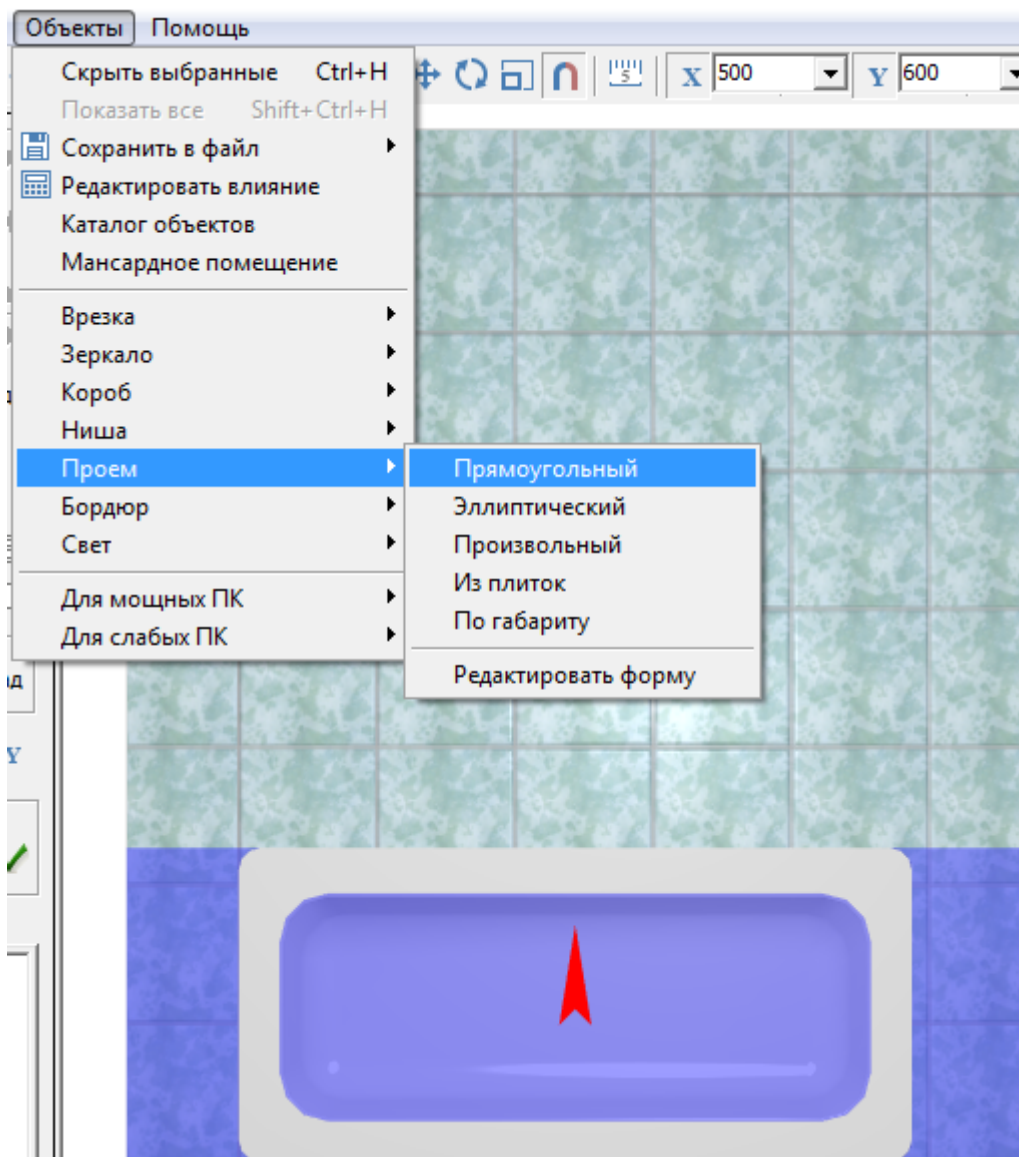 Объекты Помощь
Скрыть выбранные Ctrl+H
Показать все Shift+Ctrl+H
5 X 500 Y 600
Сохранить в файл
Редактировать влияние
Каталог объектов
Мансардное помещение
Врезка
Зеркало
Короб
Ниша
Проем
Бордюр
Свет
Для мощных ПК
Для слабых ПК
Прямоугольный
Эллиптический
Произвольный
Из плиток
По габариту
Редактировать форму
Y